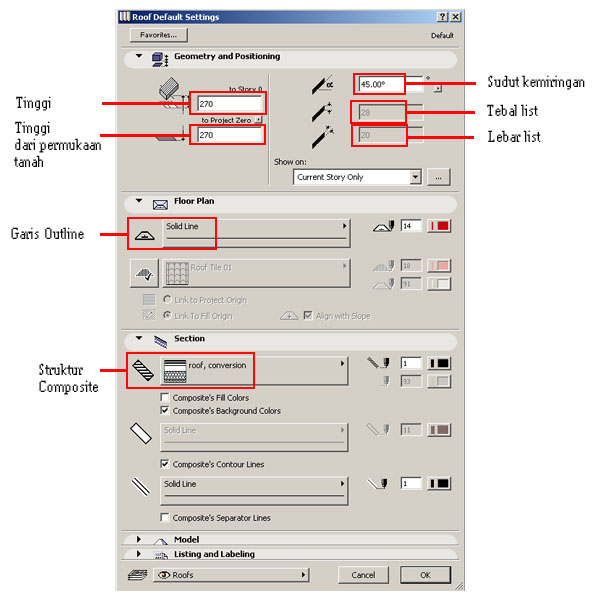 Roof Default Settings
Favorites...
Default
Geometry and Positioning
to Story 0
270
to Project Zero
270
45.00°
°
α
28
20
Show on:
Current Story Only
...
Tinggi
Tinggi
dari permukaan
tanah
Sudut kemiringan
Tebal list
Lebar list
Floor Plan
Garis Outline
Solid Line
14
Roof Tile 01
18
91
Link to Project Origin
Link To Fill Origin
Align with Slope
Section
Struktur
Composite
roof, conversion
1
93
Composite's Fill Colors
Composite's Background Colors
Solid Line
11
Composite's Contour Lines
Solid Line
1
Composite's Separator Lines
Model
Listing and Labeling
Roofs
Cancel
OK